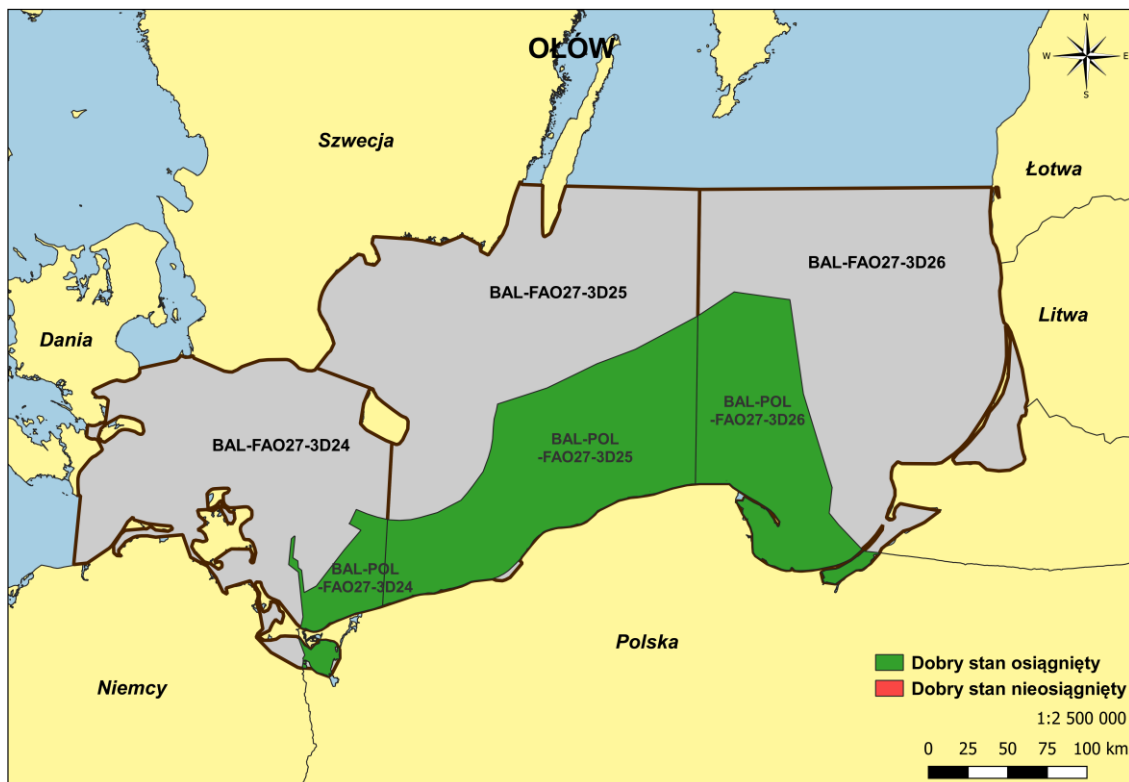 OŁÓW
N
W E
S
Szwecja
Łotwa
BAL-FAO27-3D26
BAL-FAO27-3D25
Litwa
Dania
BAL-POL
-FAO27-3D26
BAL-FAO27-3D24
BAL-POL
-FAO27-3D25
BAL-POL
-FAO27-3D24
Polska
Niemcy
Dobry stan osiągnięty
Dobry stan nieosiągnięty
1:2 500 000
0 25 50 75 100 km